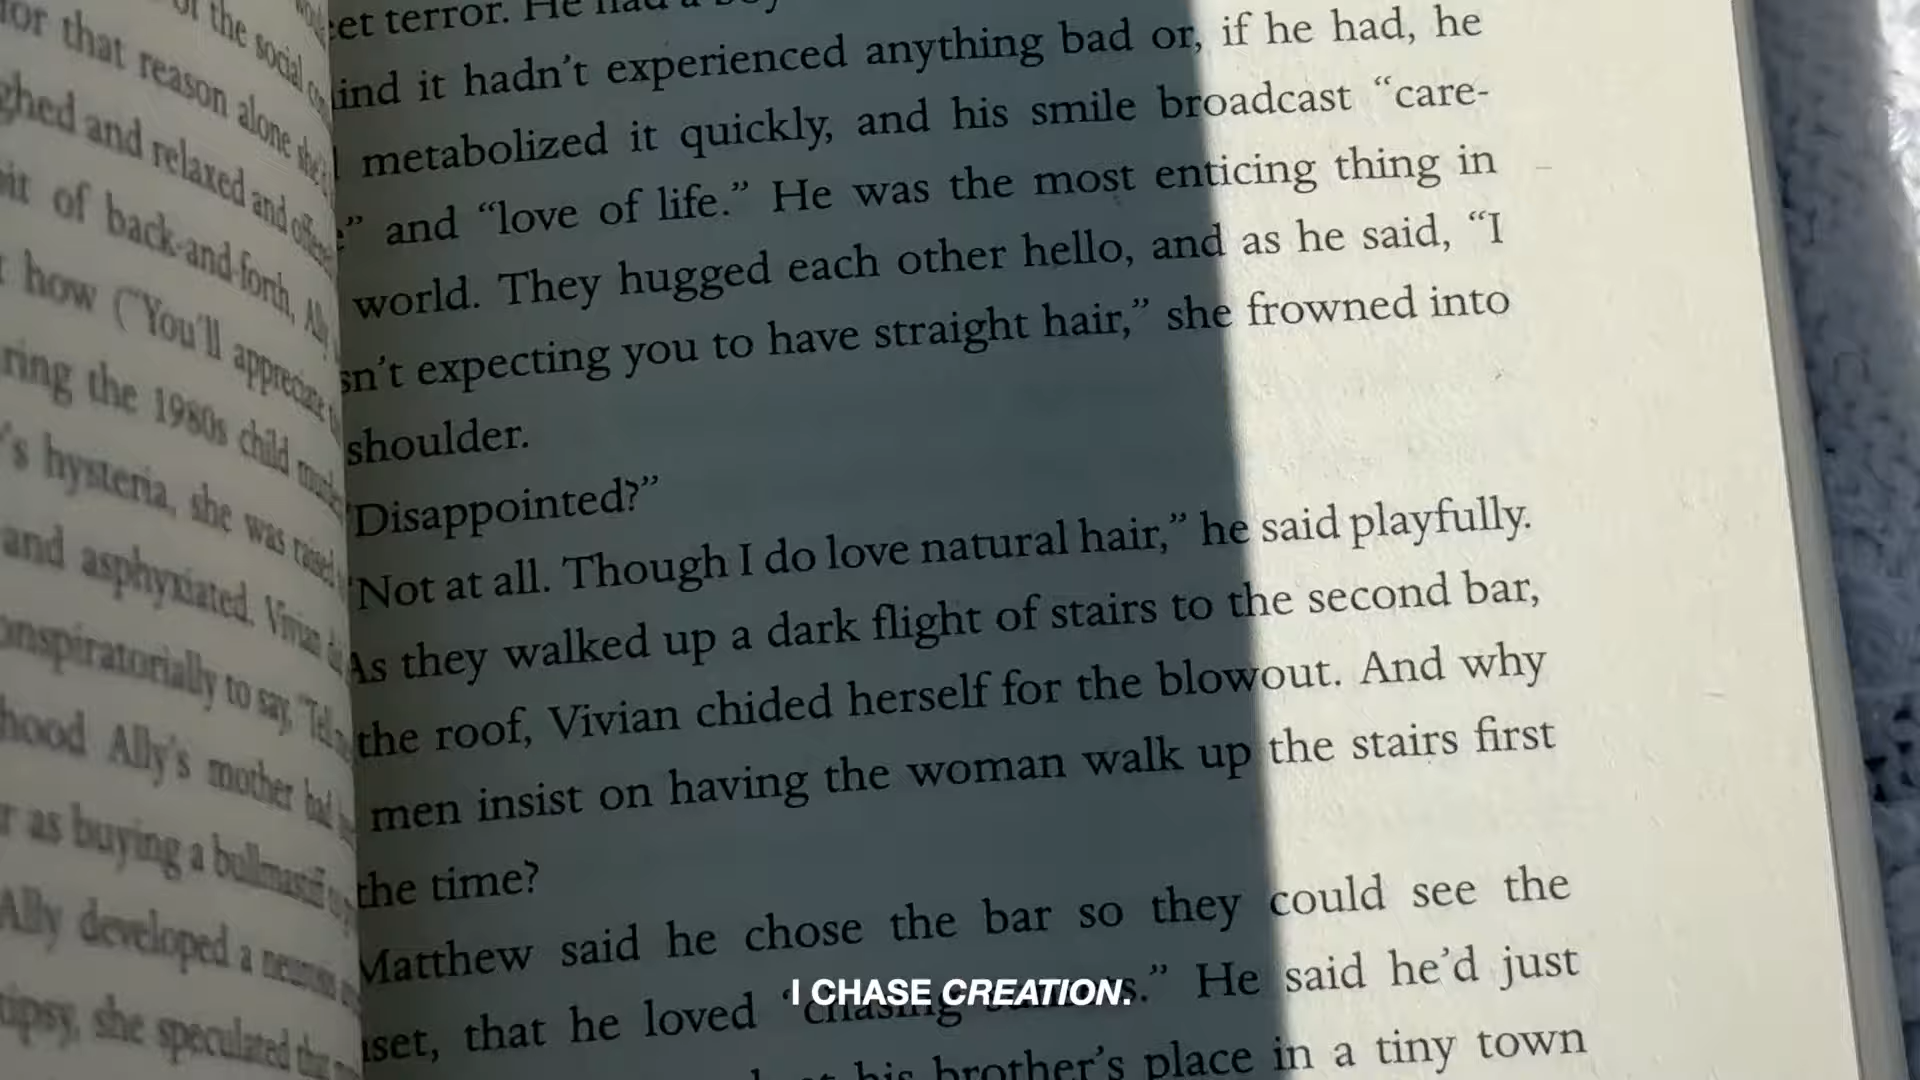 of the social
for that reason alone she'd
and relaxed and
of back-and-forth, Ally
how ("You'll appreciate
the 1980s child
hysteria, she was raised
and asphyxiated. Vivian
to say, "Tell
Ally's mother had
as buying a bullmastiff
Ally developed a
tipsy, she speculated that
terror. He had a
it hadn't experienced anything bad or, if he had, he
metabolized it quickly, and his smile broadcast “care-
” and “love of life.” He was the most enticing thing in
world. They hugged each other hello, and as he said, “I
sn't expecting you to have straight hair,” she frowned into
shoulder.
Disappointed?”
“Not at all. Though I do love natural hair,” he said playfully.
As they walked up a dark flight of stairs to the second bar,
the roof, Vivian chided herself for the blowout. And why
men insist on having the woman walk up the stairs first
the time?
Matthew said he chose the bar so they could see the
that he loved “chasing .” He said he'd just
his brother's place in a tiny town
I CHASE CREATION.